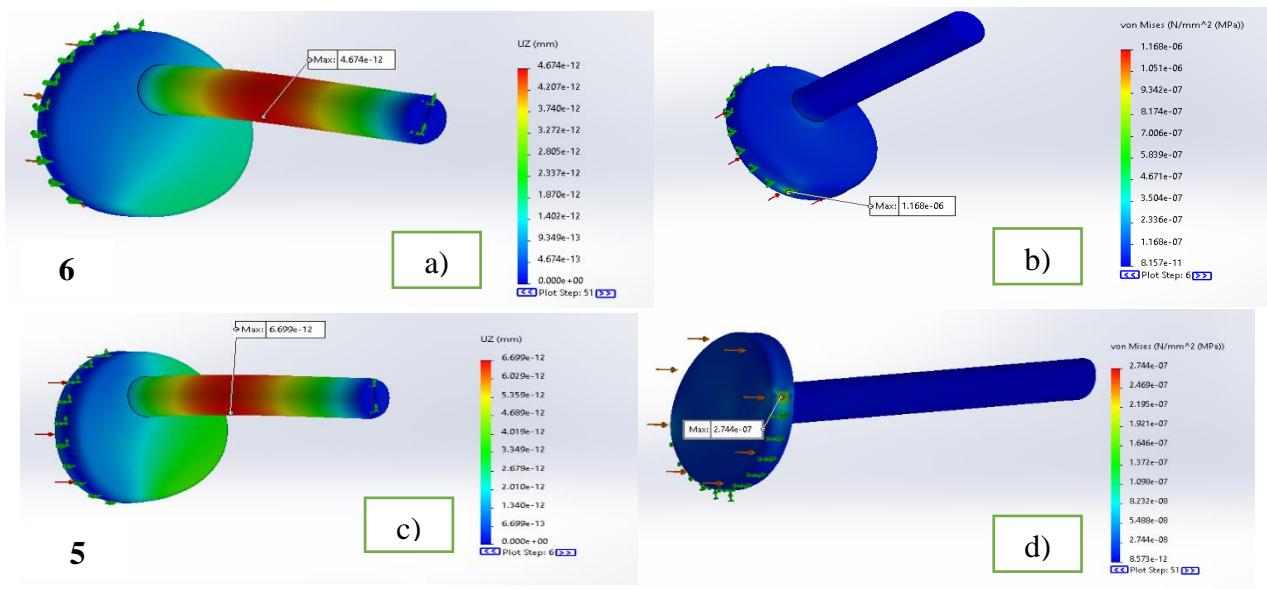 UZ (mm)
Max: 4.674e-12
4.674e-12
4.207e-12
3.740e-12
3.272e-12
2.805e-12
2.337e-12
1.870e-12
1.402e-12
9.349e-13
4.674e-13
0.000e+00
<< Plot Step: 51 >>
6
a)
von Mises (N/mm^2 (MPa))
1.168e-06
1.051e-06
9.342e-07
8.174e-07
7.006e-07
5.839e-07
4.671e-07
3.504e-07
2.336e-07
1.168e-07
8.157e-11
<< Plot Step: 6 >>
Max: 1.168e-06
b)
Max: 6.699e-12
UZ (mm)
6.699e-12
6.029e-12
5.359e-12
4.689e-12
4.019e-12
3.349e-12
2.679e-12
2.010e-12
1.340e-12
6.699e-13
0.000e+00
<< Plot Step: 6 >>
5
c)
von Mises (N/mm^2 (MPa))
2.744e-07
2.469e-07
2.195e-07
1.921e-07
1.646e-07
1.372e-07
1.098e-07
8.232e-08
5.488e-08
2.744e-08
8.573e-12
<< Plot Step: 51 >>
Max: 2.744e-07
d)